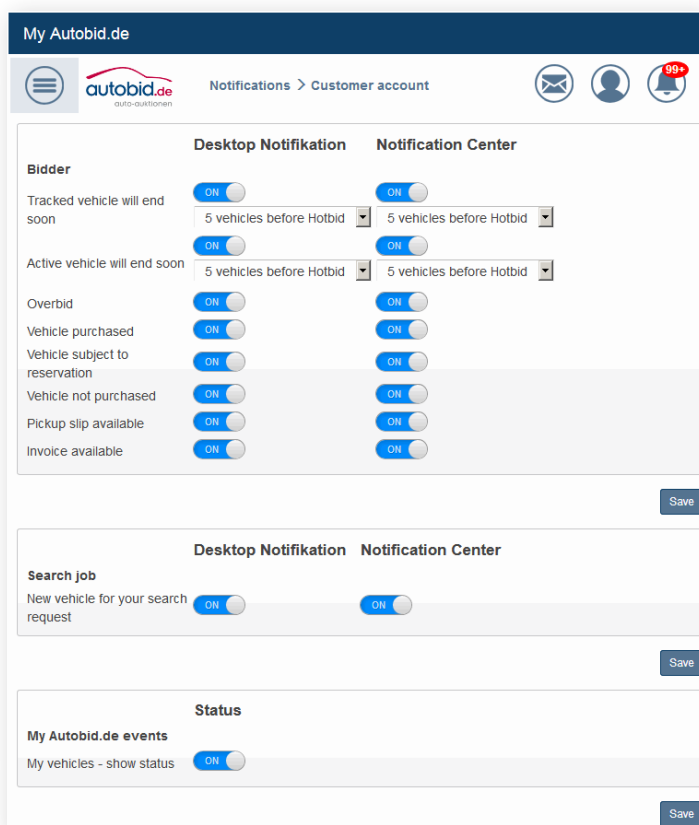 My Autobid.de
autobid.de
auto-auktionen
Notifications > Customer account
99+
Desktop Notifikation Notification Center
Bidder
Tracked vehicle will end
soon
ON ON
5 vehicles before Hotbid 5 vehicles before Hotbid
Active vehicle will end soon
ON ON
5 vehicles before Hotbid 5 vehicles before Hotbid
Overbid ON ON
Vehicle purchased ON ON
Vehicle subject to
reservation
ON ON
Vehicle not purchased ON ON
Pickup slip available ON ON
Invoice available ON ON
Save
Desktop Notifikation Notification Center
Search job
New vehicle for your search
request
ON ON
Save
Status
My Autobid.de events
My vehicles - show status ON
Save